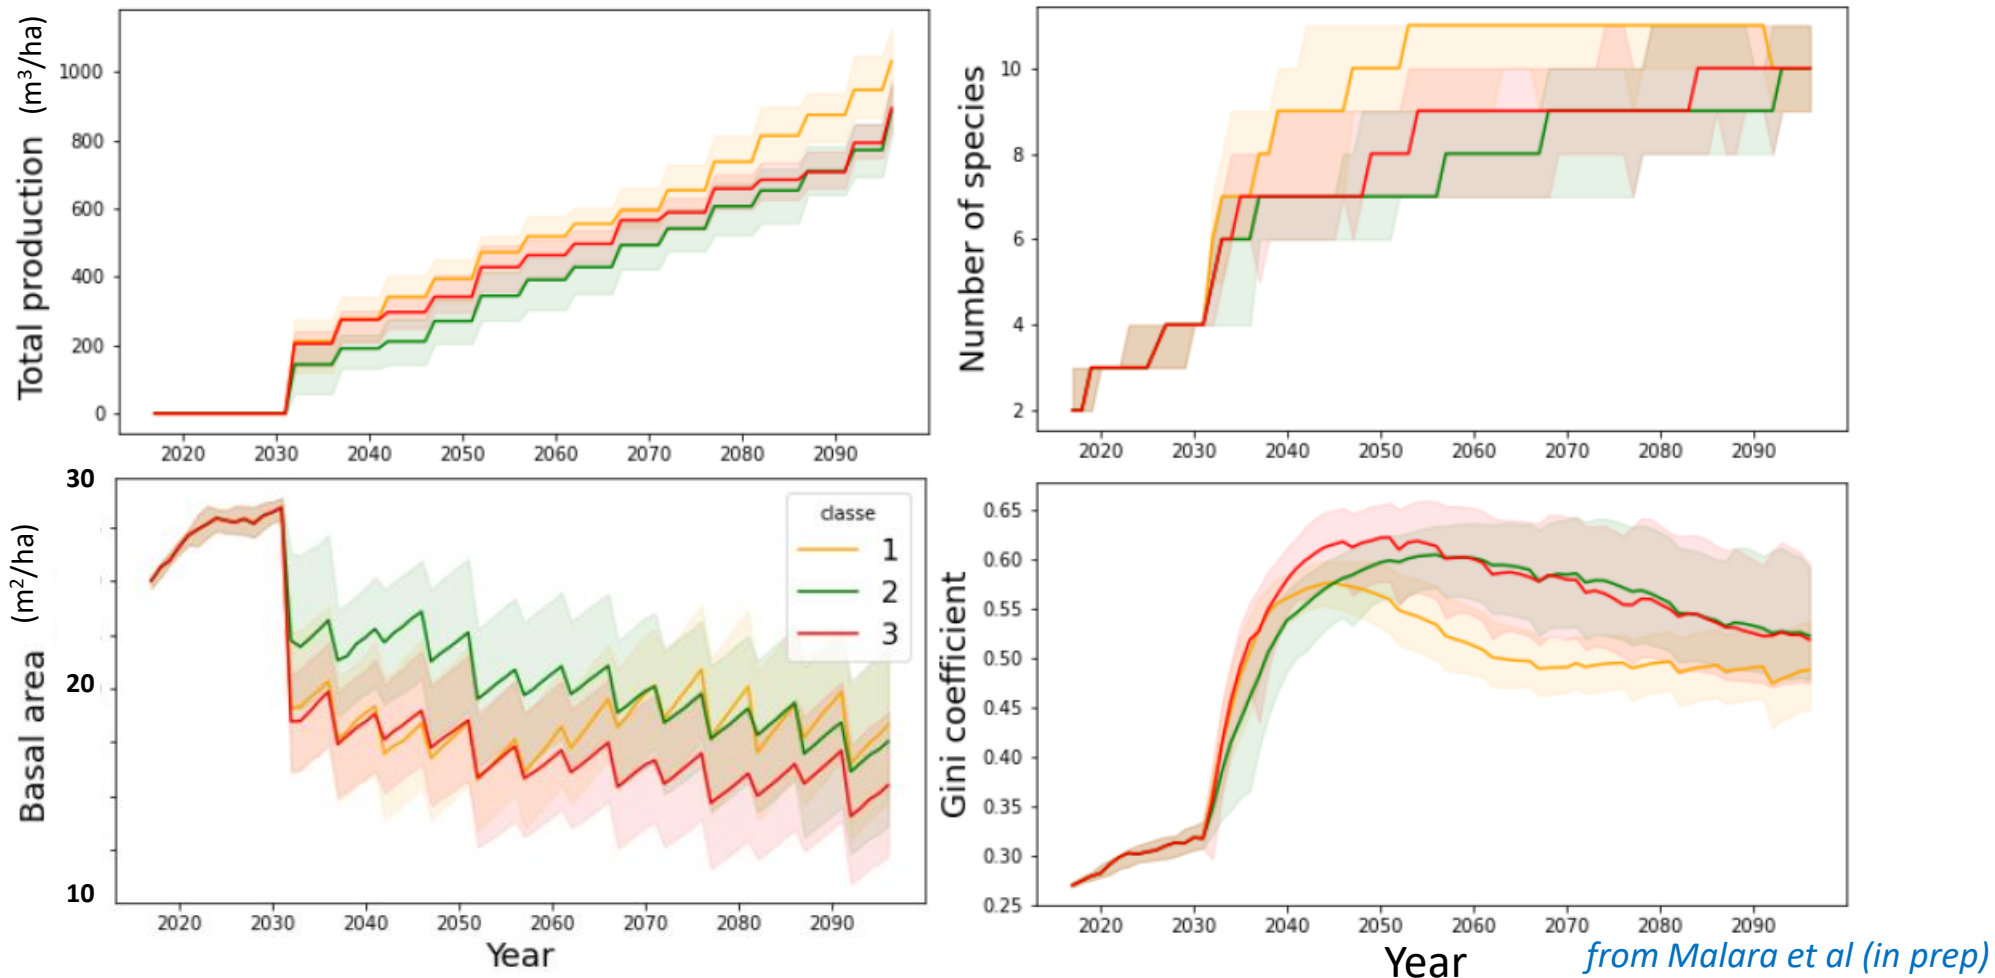 Total production (m³/ha)
1000
800
600
400
200
0
2020 2030 2040 2050 2060 2070 2080 2090
Number of species
10
8
6
4
2
2020 2030 2040 2050 2060 2070 2080 2090
Basal area (m²/ha)
30
20
10
classe
1
2
3
2020 2030 2040 2050 2060 2070 2080 2090
Year
Gini coefficient
0.65
0.60
0.55
0.50
0.45
0.40
0.35
0.30
0.25
2020 2030 2040 2050 2060 2070 2080 2090
Year
from Malara et al (in prep)